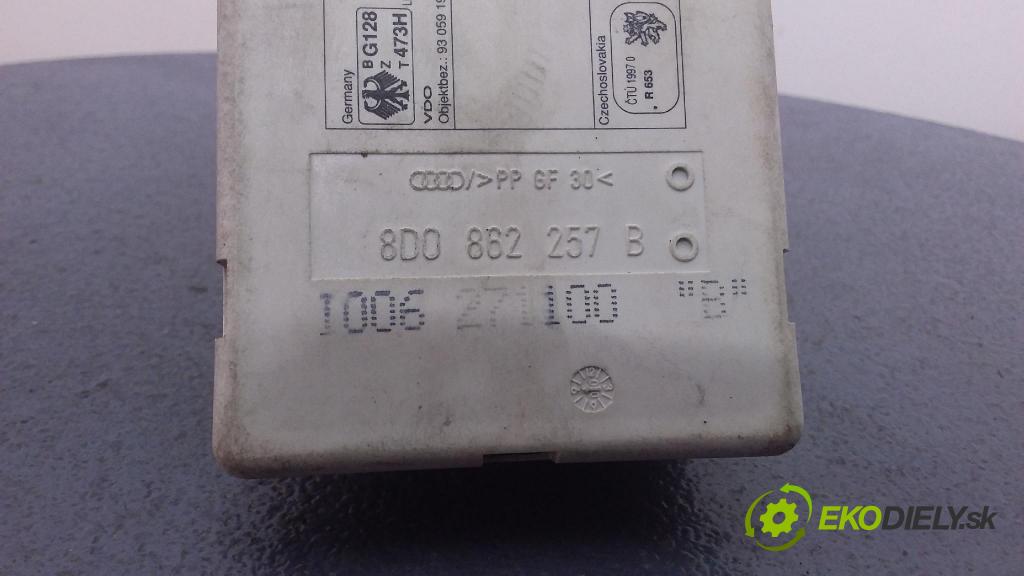 Germany
B G128
Z
T 473H
VDO
Objektbez.: 93 059 19
Czechoslovakia
ČTÚ 1997 0
R 653
/>PP GF 30<
8D0 862 257 B
1006 271100 "B"
EKODIELY.sk